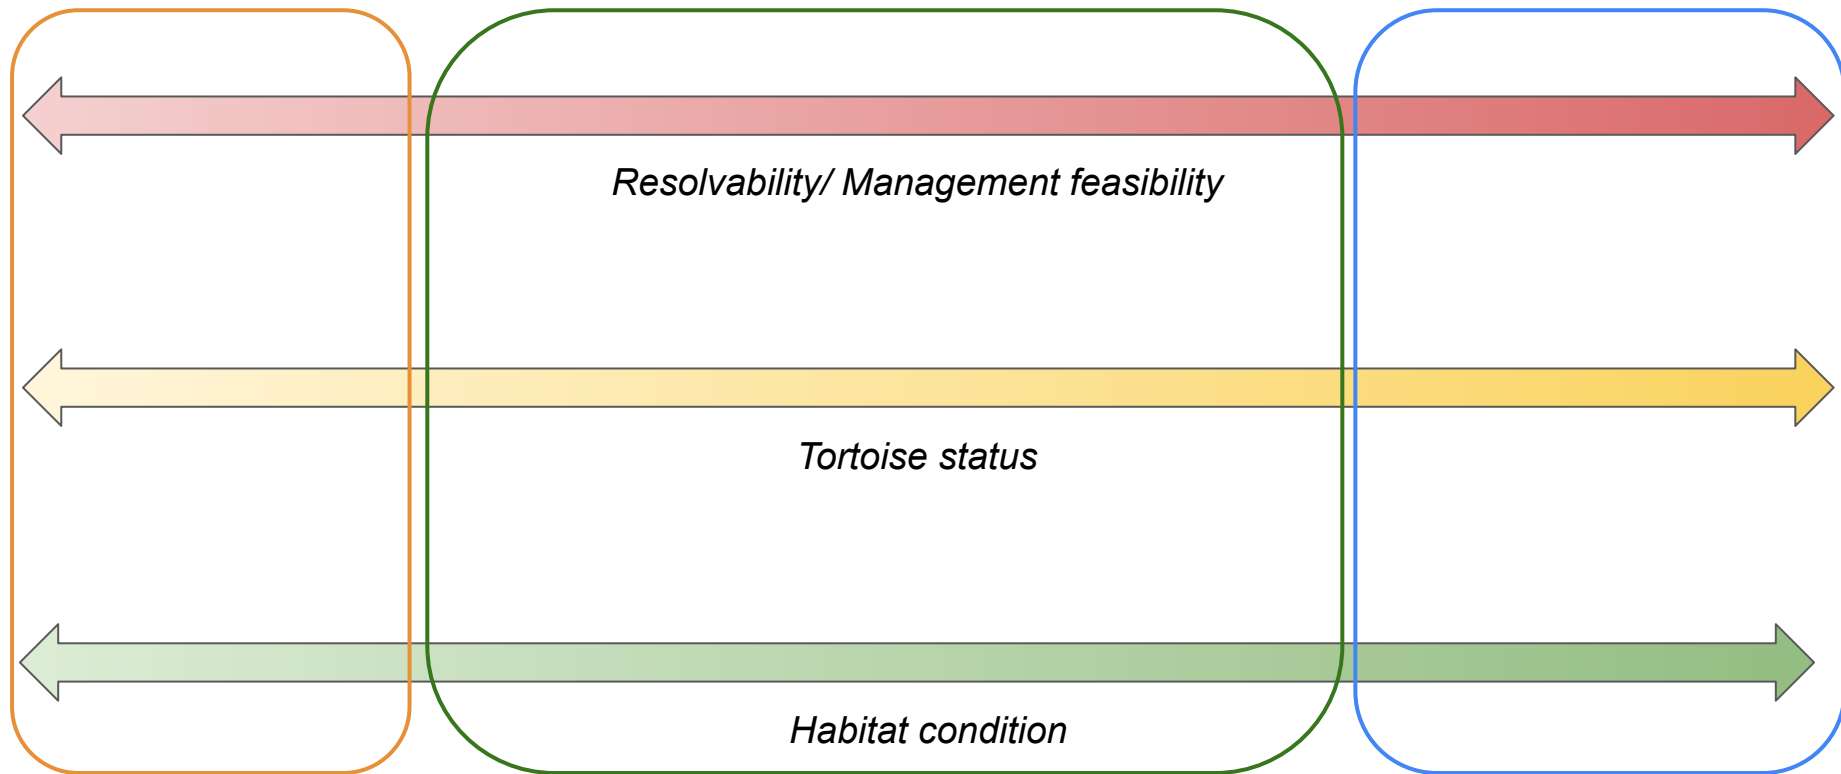 Resolvability/ Management feasibility
Tortoise status
Habitat condition